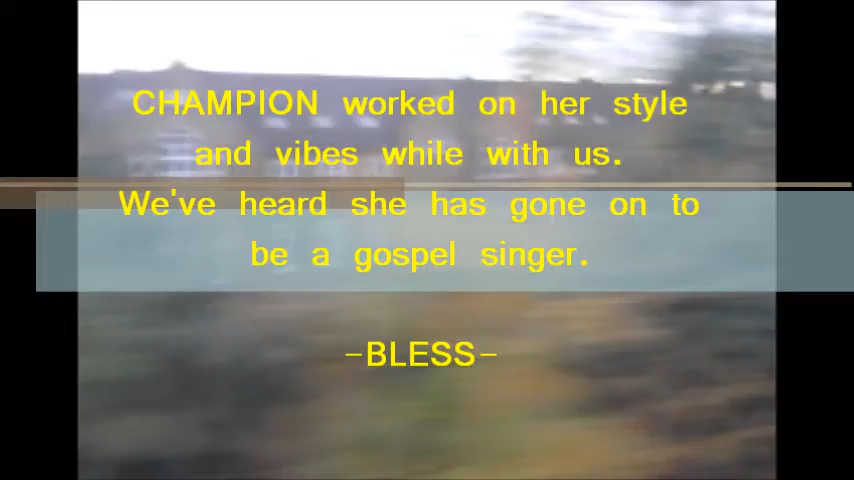 CHAMPION worked on her style
and vibes while with us.
We've heard she has gone on to
be a gospel singer.
-BLESS-